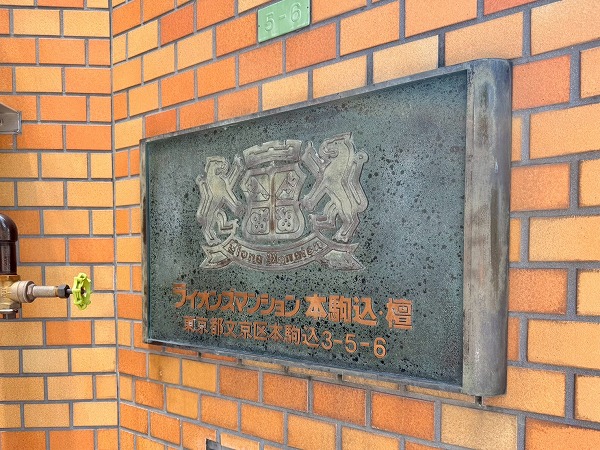 5-6
Lions Mansion
ライオンズマンション 本駒込・檀
東京都文京区本駒込3-5-6